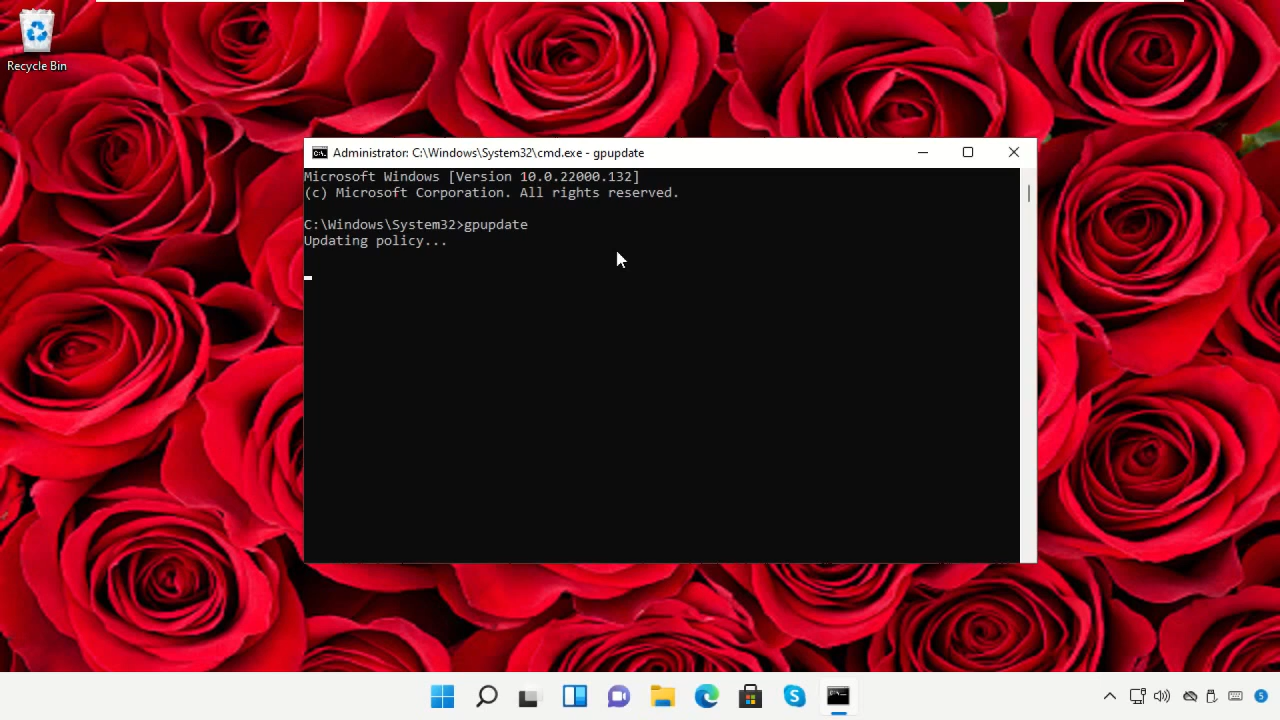 Recycle Bin
Administrator: C:\Windows\System32\cmd.exe - gpupdate
Microsoft Windows [Version 10.0.22000.132]
(c) Microsoft Corporation. All rights reserved.
C:\Windows\System32>gpupdate
Updating policy...
5